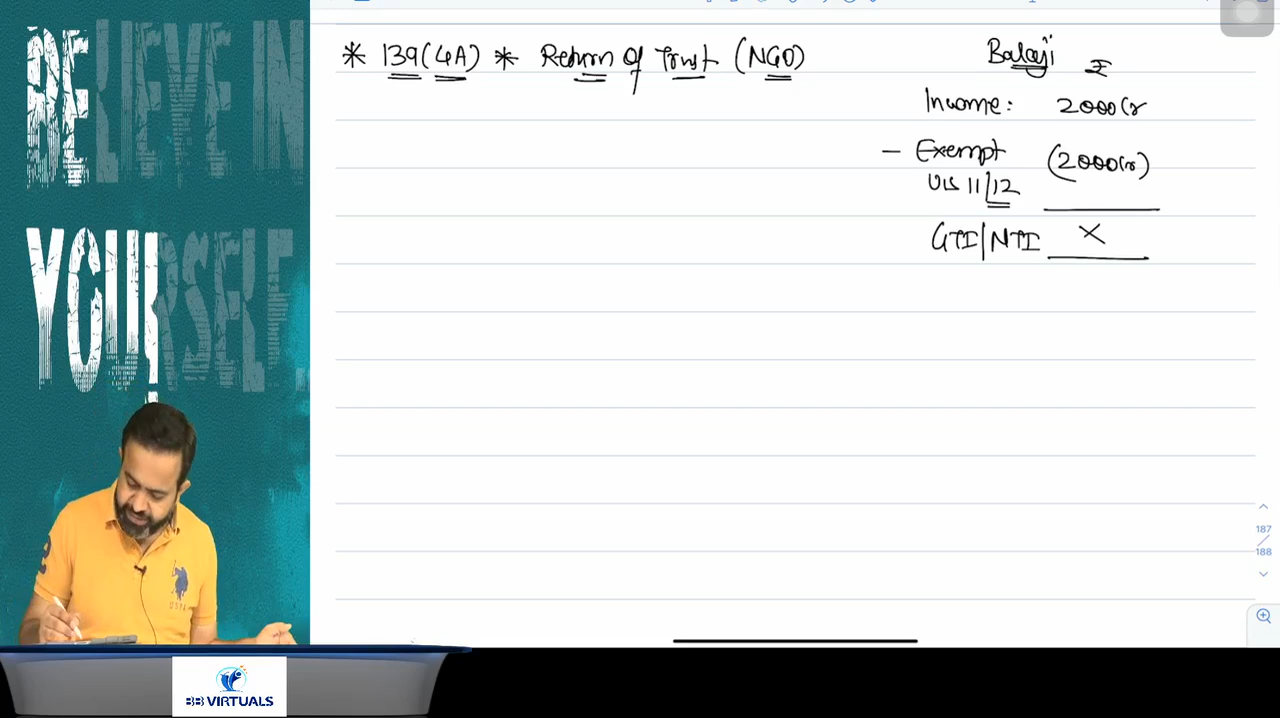 BELIEVE IN
YOURSELF.
* 139(4A) * Return of Trust (NGO)
Balaji
₹
Income: 2000Cr
- Exempt (2000Cr)
U/s 11/12
GTI/NTI X
187
188
USPA
BB VIRTUALS